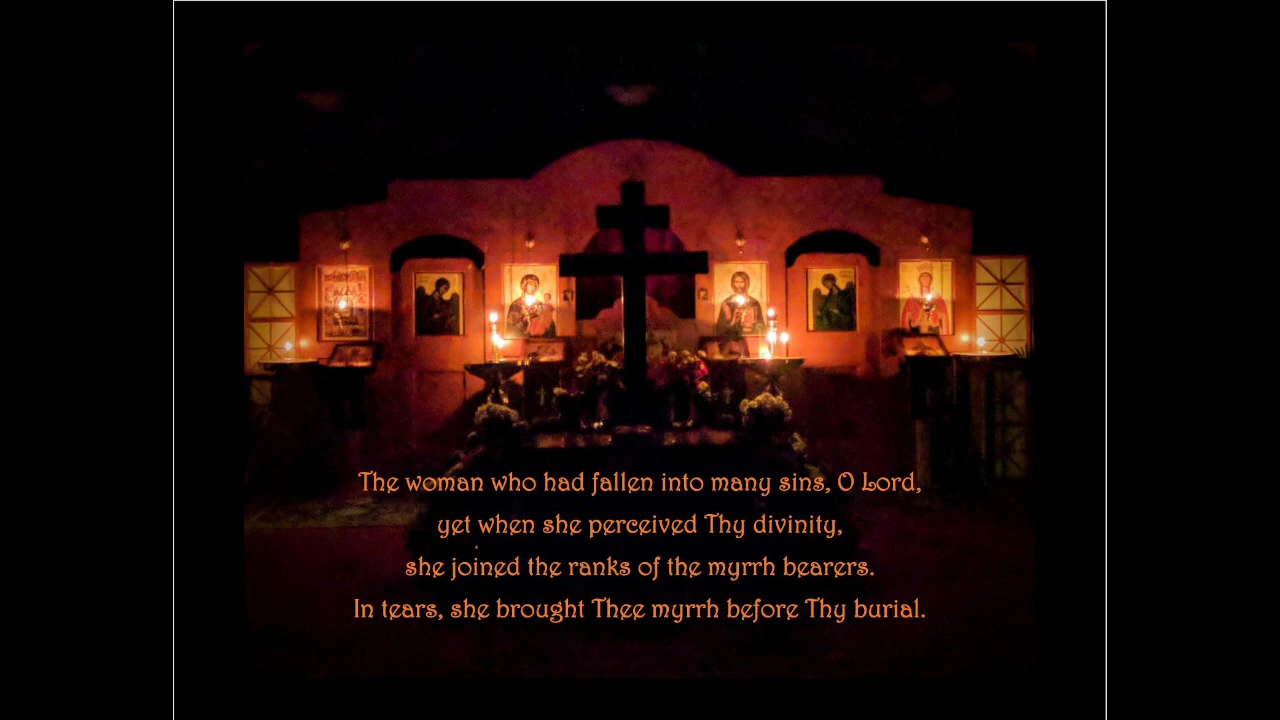 The woman who had fallen into many sins, O Lord,
yet when she perceived Thy divinity,
she joined the ranks of the myrrh bearers.
In tears, she brought Thee myrrh before Thy burial.